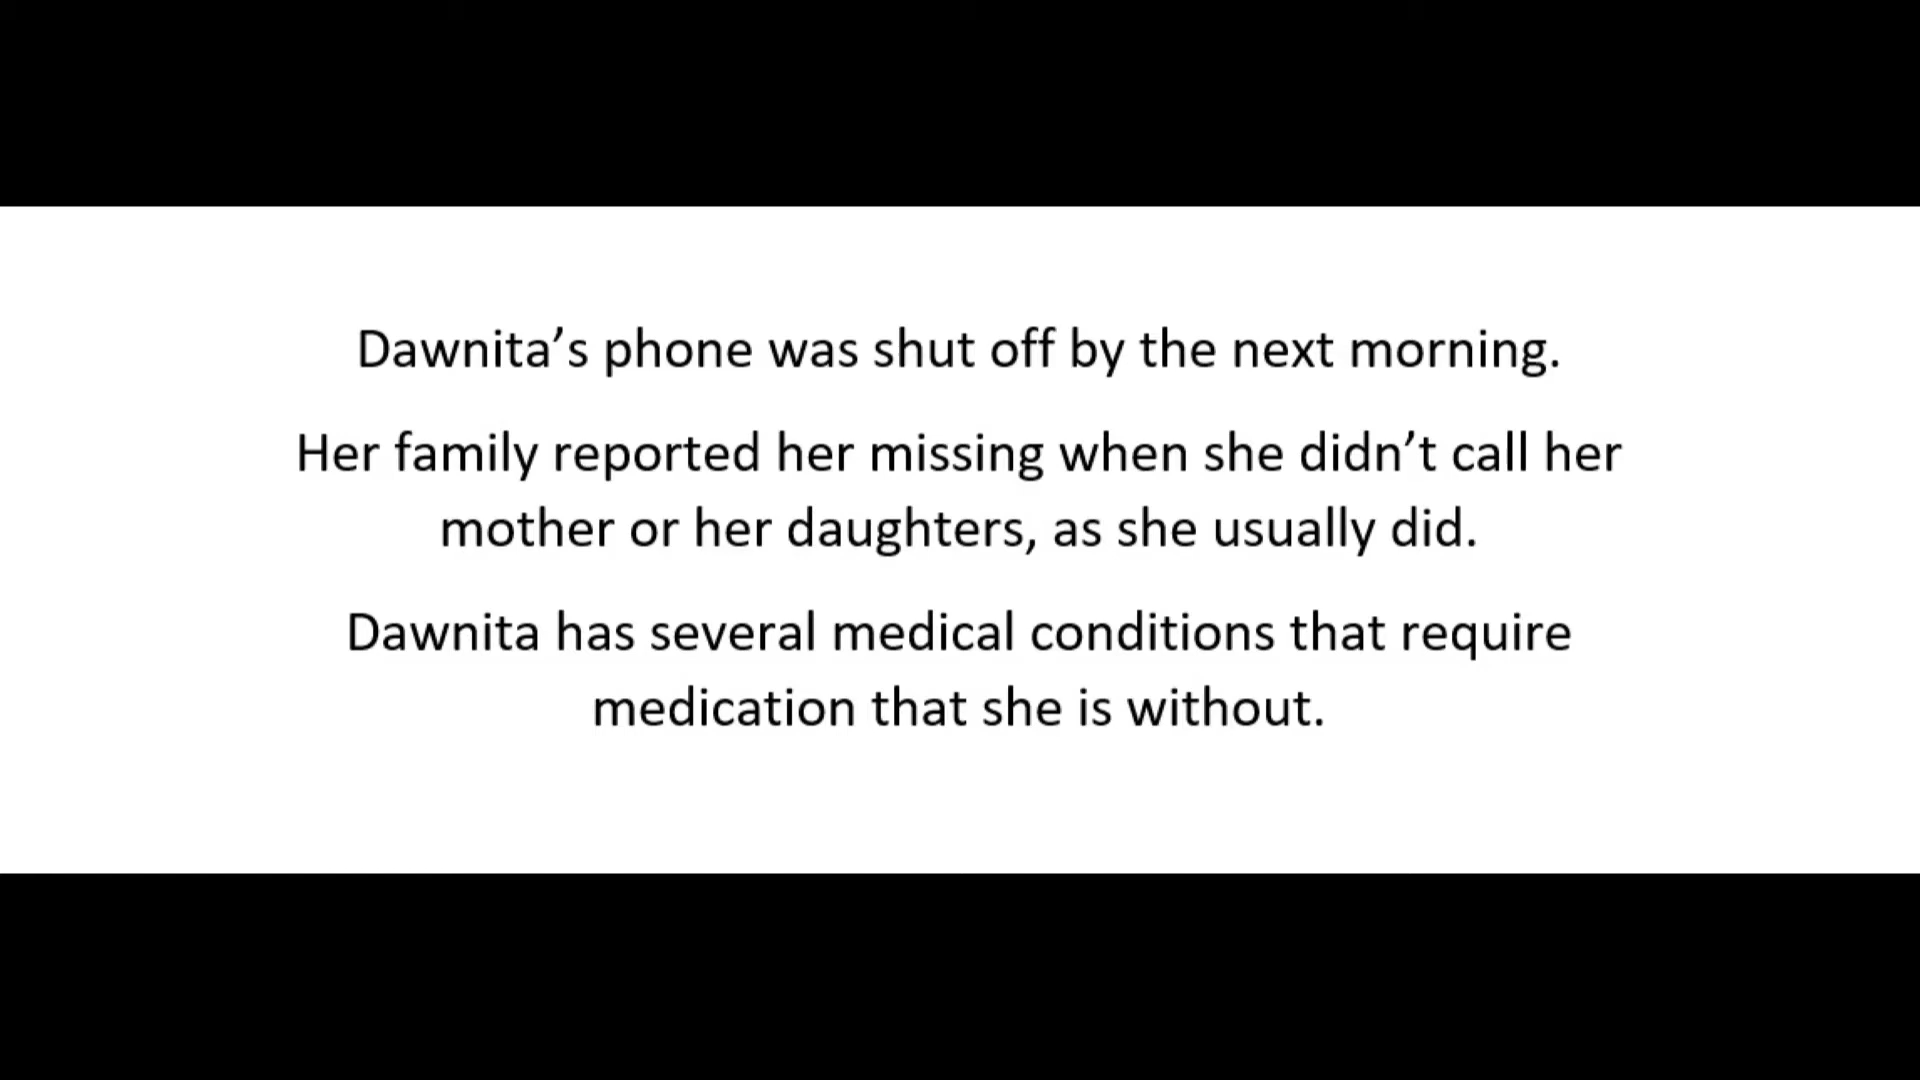 Dawnita’s phone was shut off by the next morning.
Her family reported her missing when she didn’t call her
mother or her daughters, as she usually did.
Dawnita has several medical conditions that require
medication that she is without.